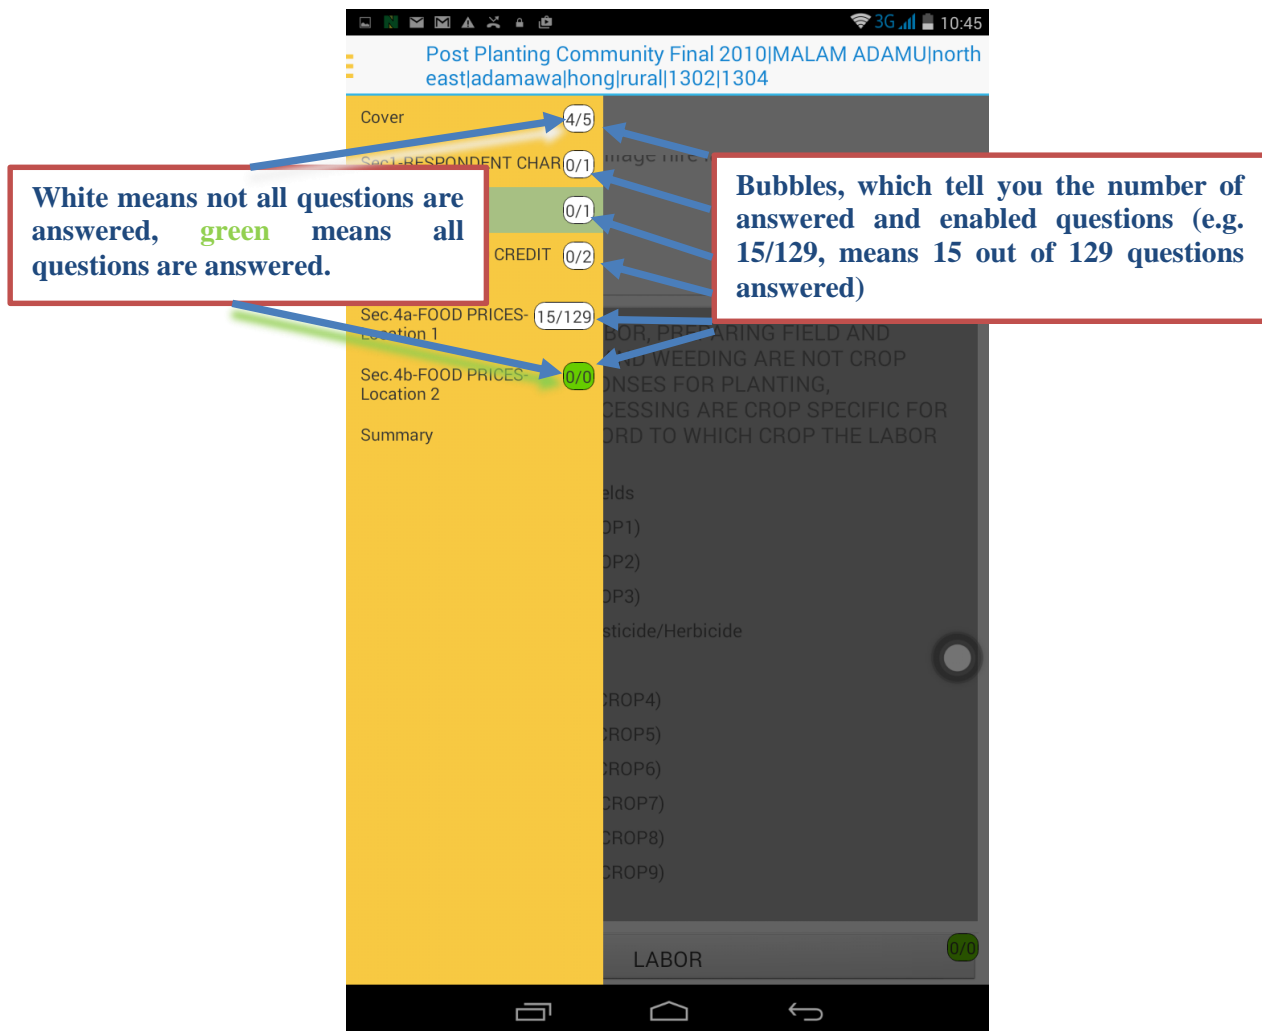 3G 10:45
Post Planting Community Final 2010|MALAM ADAMU|north
east|adamawa|hong|rural|1302|1304
Cover 4/5
Sec1-RESPONDENT CHAR 0/1
0/1
CREDIT 0/2
Sec.4a-FOOD PRICES- 15/129
Location 1
Sec.4b-FOOD PRICES- 0/0
Location 2
Summary
White means not all questions are
answered, green means all
questions are answered.
Bubbles, which tell you the number of
answered and enabled questions (e.g.
15/129, means 15 out of 129 questions
answered)
BOR, PREPARING FIELD AND
ND WEEDING ARE NOT CROP
ONSES FOR PLANTING,
CESSING ARE CROP SPECIFIC FOR
ORD TO WHICH CROP THE LABOR
elds
OP1)
OP2)
OP3)
sticide/Herbicide
CROP4)
CROP5)
CROP6)
CROP7)
CROP8)
CROP9)
LABOR 0/0